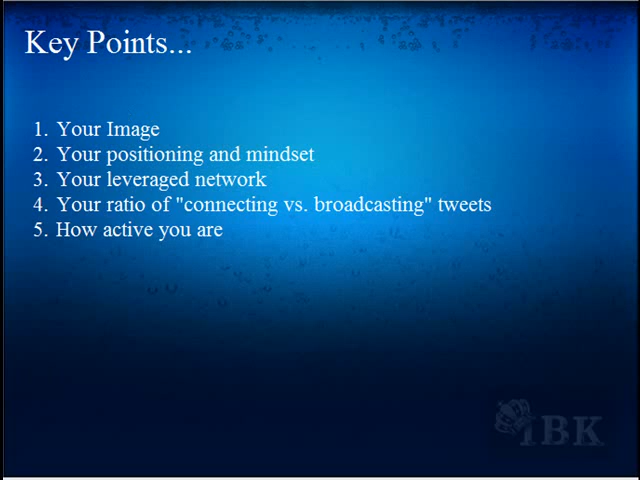 Key Points...
1. Your Image
2. Your positioning and mindset
3. Your leveraged network
4. Your ratio of "connecting vs. broadcasting" tweets
5. How active you are
IBK